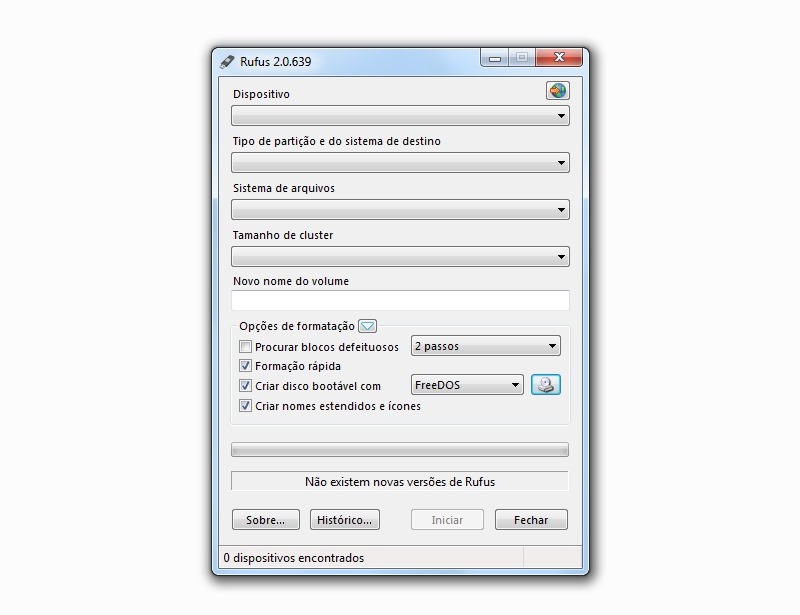 Rufus 2.0.639
Dispositivo
Tipo de partição e do sistema de destino
Sistema de arquivos
Tamanho de cluster
Novo nome do volume
Opções de formatação
Procurar blocos defeituosos 2 passos
Formação rápida
Criar disco bootável com FreeDOS
Criar nomes estendidos e ícones
Não existem novas versões de Rufus
Sobre... Histórico... Iniciar Fechar
0 dispositivos encontrados